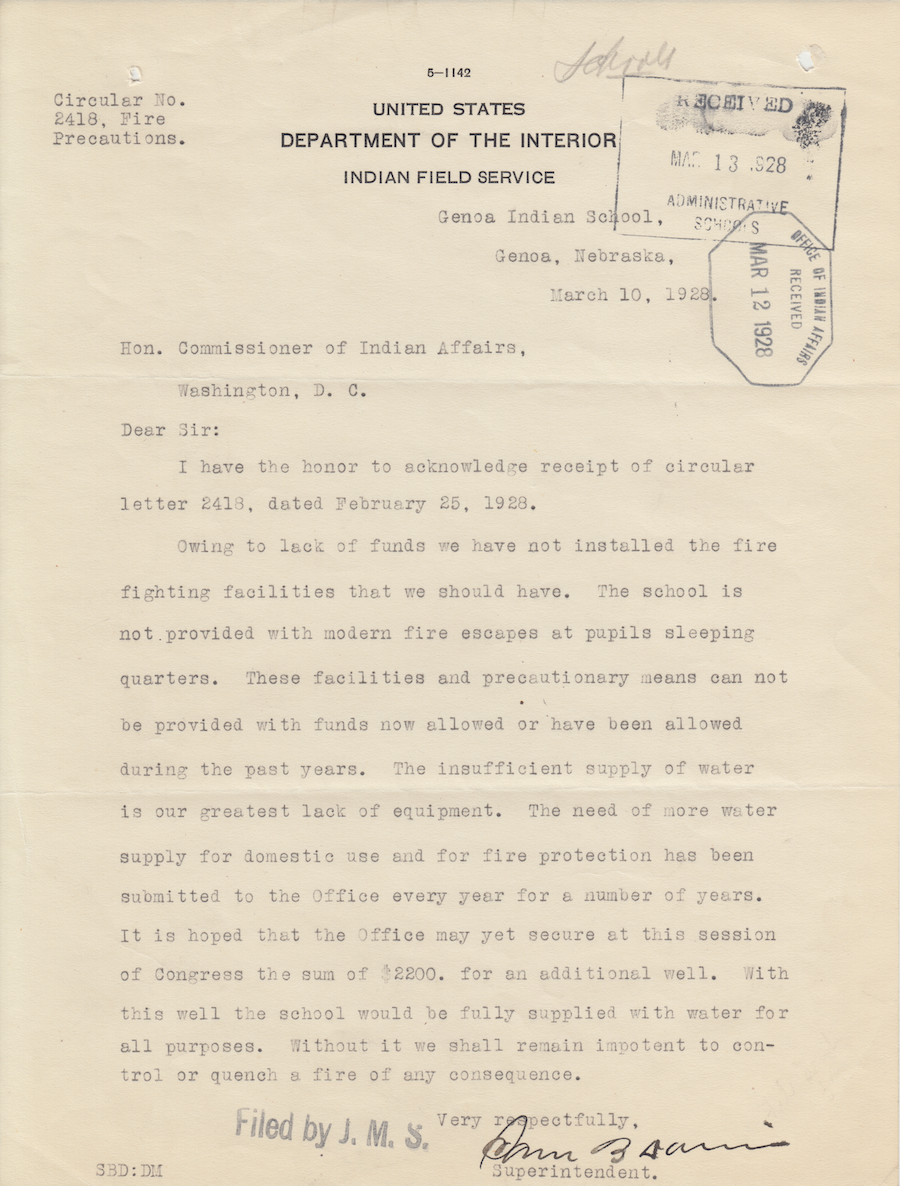 Schools
5—1142
Circular No.
2418, Fire
Precautions.
UNITED STATES
DEPARTMENT OF THE INTERIOR
INDIAN FIELD SERVICE
RECEIVED
MAR 13 1928
ADMINISTRATIVE
SCHOOLS
Genoa Indian School,
Genoa, Nebraska,
March 10, 1928.
OFFICE OF INDIAN AFFAIRS
RECEIVED
MAR 12 1928
Hon. Commissioner of Indian Affairs,
Washington, D. C.
Dear Sir:
I have the honor to acknowledge receipt of circular
letter 2418, dated February 25, 1928.
Owing to lack of funds we have not installed the fire
fighting facilities that we should have. The school is
not provided with modern fire escapes at pupils sleeping
quarters. These facilities and precautionary means can not
be provided with funds now allowed or have been allowed
during the past years. The insufficient supply of water
is our greatest lack of equipment. The need of more water
supply for domestic use and for fire protection has been
submitted to the Office every year for a number of years.
It is hoped that the Office may yet secure at this session
of Congress the sum of $2200. for an additional well. With
this well the school would be fully supplied with water for
all purposes. Without it we shall remain impotent to con-
trol or quench a fire of any consequence.
Very respectfully,
Filed by J. M. S.
Superintendent.
SBD:DM